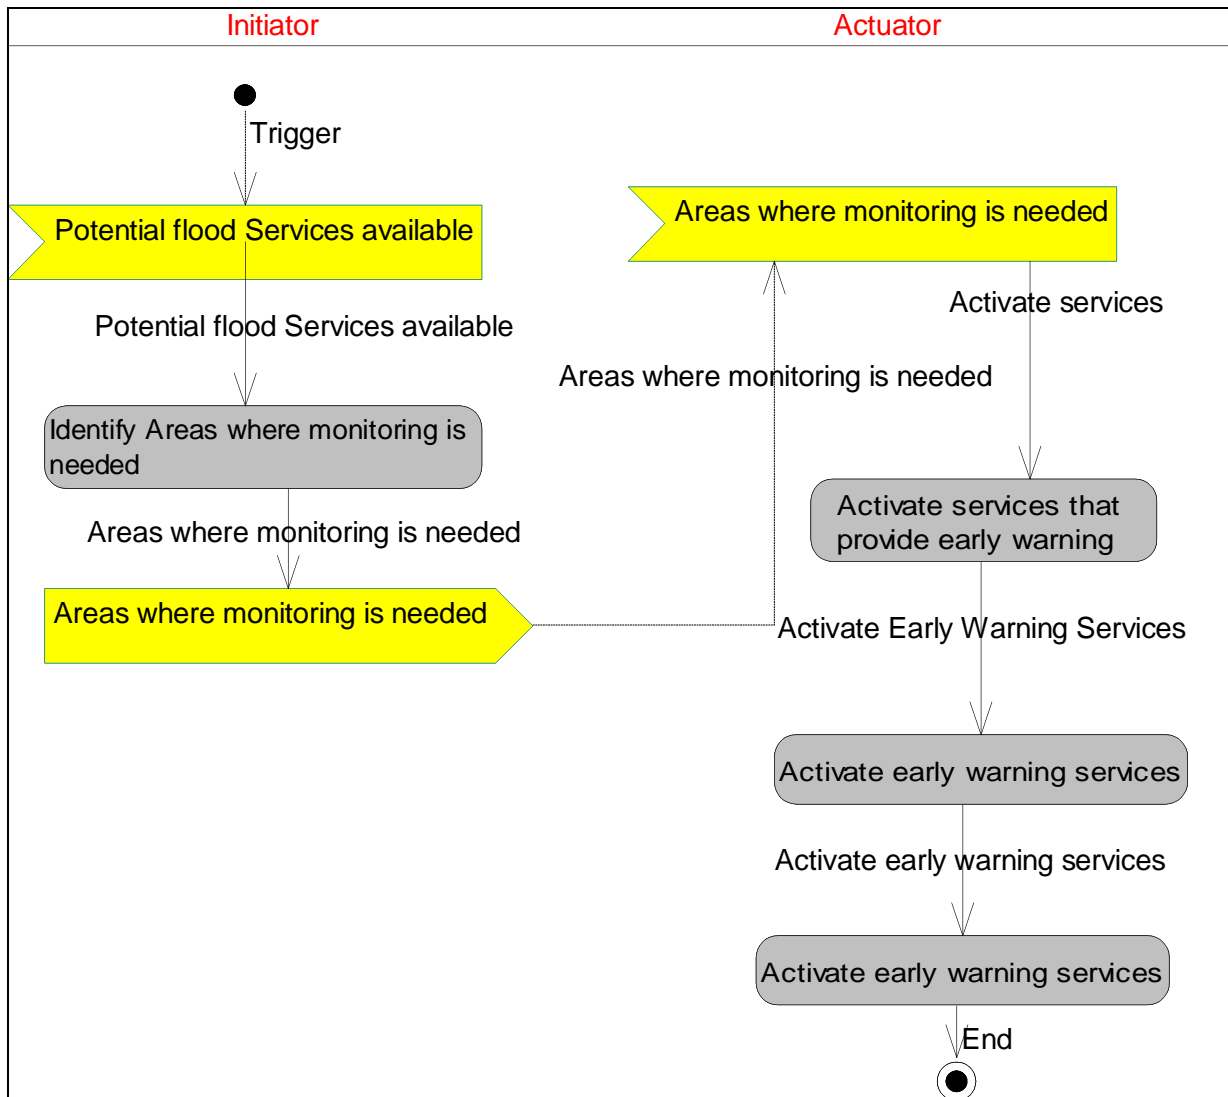 Initiator
Trigger
Potential flood Services available
Potential flood Services available
Identify Areas where monitoring is
needed
Areas where monitoring is needed
Areas where monitoring is needed
Areas where monitoring is needed
Actuator
Areas where monitoring is needed
Activate services
Activate services that
provide early warning
Activate Early Warning Services
Activate early warning services
Activate early warning services
Activate early warning services
End